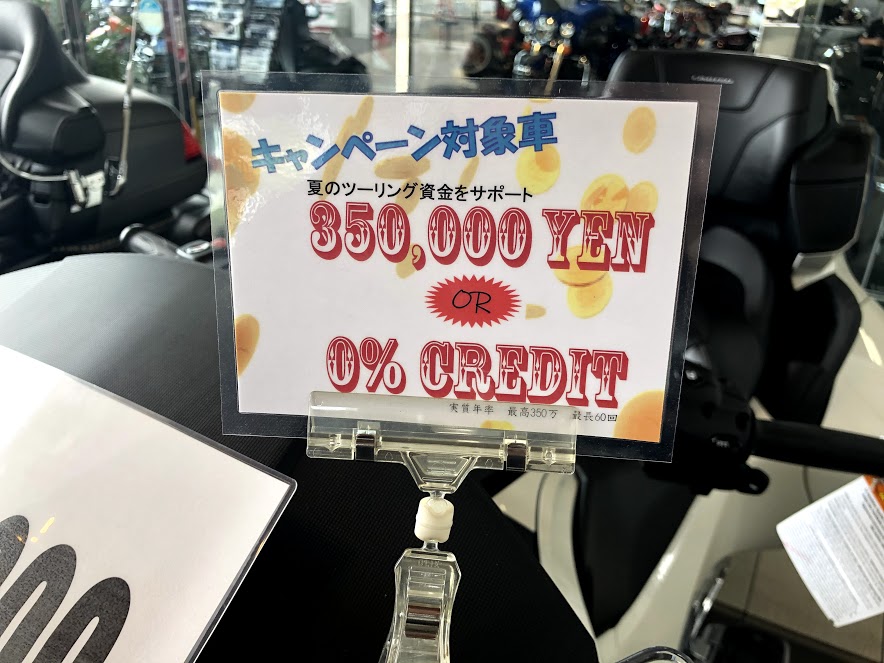 キャンペーン対象車
夏のツーリング資金をサポート
350,000 YEN
OR
0% CREDIT
実質年率 最高350万 最長60回